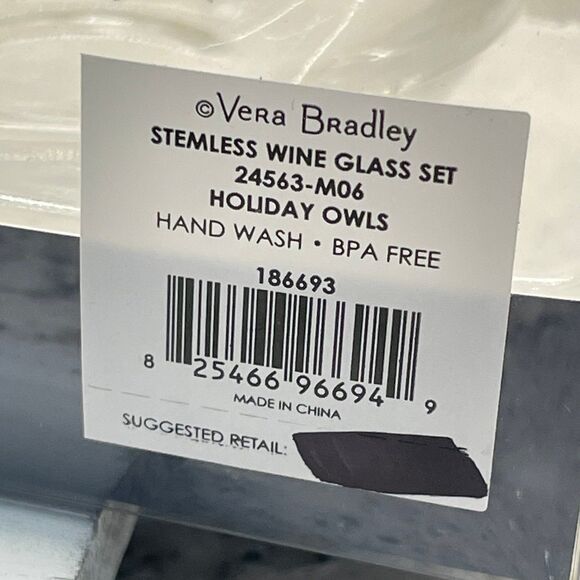 ©Vera Bradley
STEMLESS WINE GLASS SET
24563-M06
HOLIDAY OWLS
HAND WASH • BPA FREE
186693
8 25466 96694 9
MADE IN CHINA
SUGGESTED RETAIL: